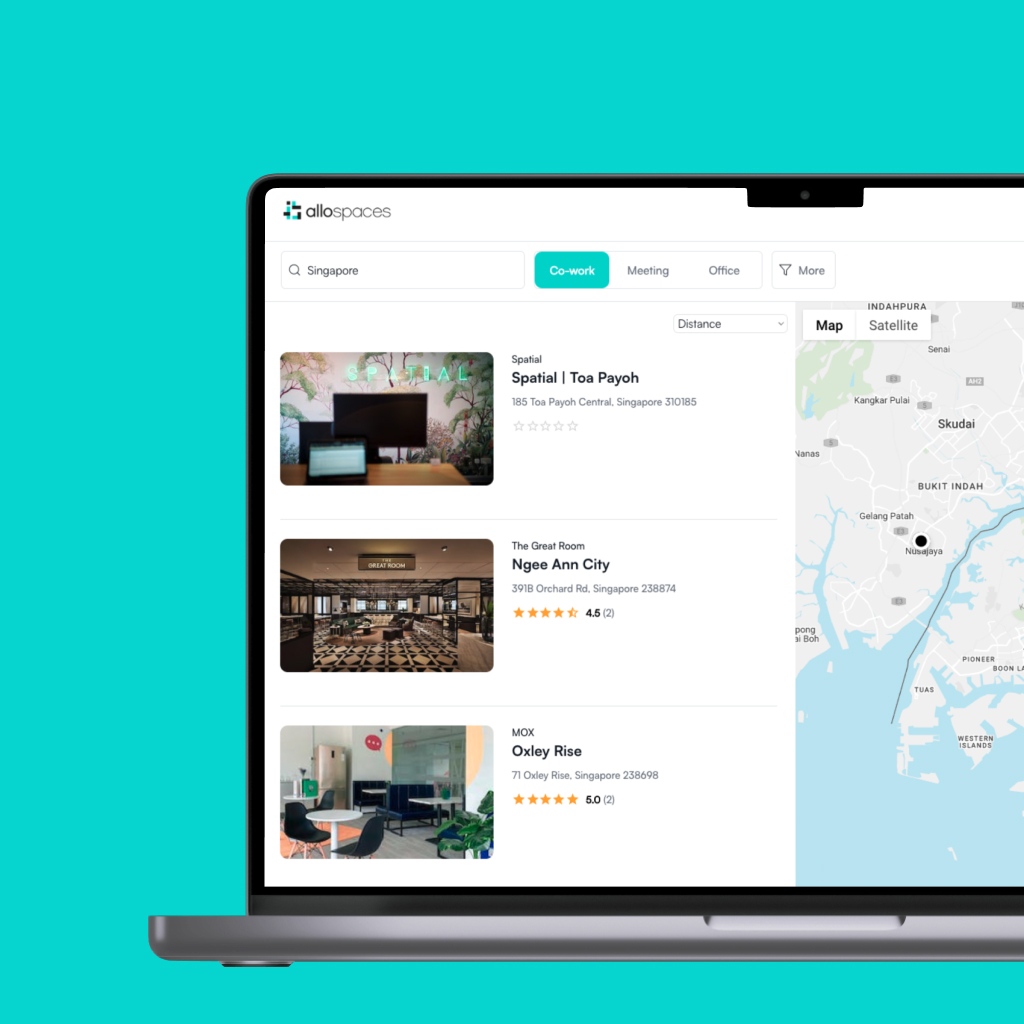 allospaces
Singapore
Co-work
Meeting
Office
More
Distance
SPATIAL
Spatial
Spatial | Toa Payoh
185 Toa Payoh Central, Singapore 310185
THE
GREAT ROOM
The Great Room
Ngee Ann City
391B Orchard Rd, Singapore 238874
4.5 (2)
MOX
Oxley Rise
71 Oxley Rise, Singapore 238698
5.0 (2)
Map
Satellite
INDAHPURA
Senai
AH2
Kangkar Pulai
Skudai
Nanas
BUKIT INDAH
Gelang Patah
Nusajaya
pong
ai Boh
PIONEER
BOON LA
TUAS
WESTERN
ISLANDS